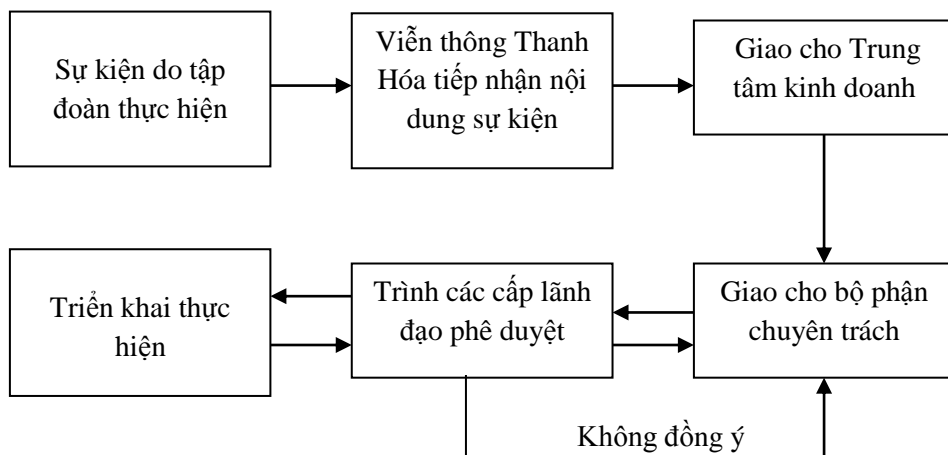 Sự kiện do tập
đoàn thực hiện
Viễn thông Thanh
Hóa tiếp nhận nội
dung sự kiện
Giao cho Trung
tâm kinh doanh
Triển khai thực
hiện
Trình các cấp lãnh
đạo phê duyệt
Giao cho bộ phận
chuyên trách
Không đồng ý